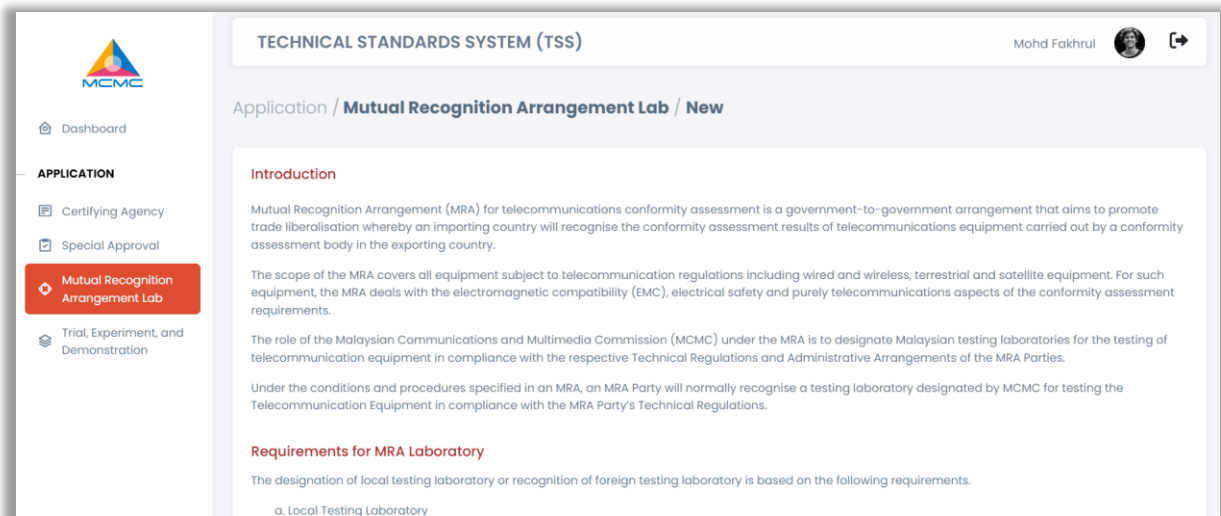 MCMC
Dashboard
APPLICATION
Certifying Agency
Special Approval
Mutual Recognition
Arrangement Lab
Trial, Experiment, and
Demonstration
TECHNICAL STANDARDS SYSTEM (TSS)
Mohd Fakhrul
Application / Mutual Recognition Arrangement Lab / New
Introduction
Mutual Recognition Arrangement (MRA) for telecommunications conformity assessment is a government-to-government arrangement that aims to promote
trade liberalisation whereby an importing country will recognise the conformity assessment results of telecommunications equipment carried out by a conformity
assessment body in the exporting country.
The scope of the MRA covers all equipment subject to telecommunication regulations including wired and wireless, terrestrial and satellite equipment. For such
equipment, the MRA deals with the electromagnetic compatibility (EMC), electrical safety and purely telecommunications aspects of the conformity assessment
requirements.
The role of the Malaysian Communications and Multimedia Commission (MCMC) under the MRA is to designate Malaysian testing laboratories for the testing of
telecommunication equipment in compliance with the respective Technical Regulations and Administrative Arrangements of the MRA Parties.
Under the conditions and procedures specified in an MRA, an MRA Party will normally recognise a testing laboratory designated by MCMC for testing the
Telecommunication Equipment in compliance with the MRA Party's Technical Regulations.
Requirements for MRA Laboratory
The designation of local testing laboratory or recognition of foreign testing laboratory is based on the following requirements.
a. Local Testing Laboratory